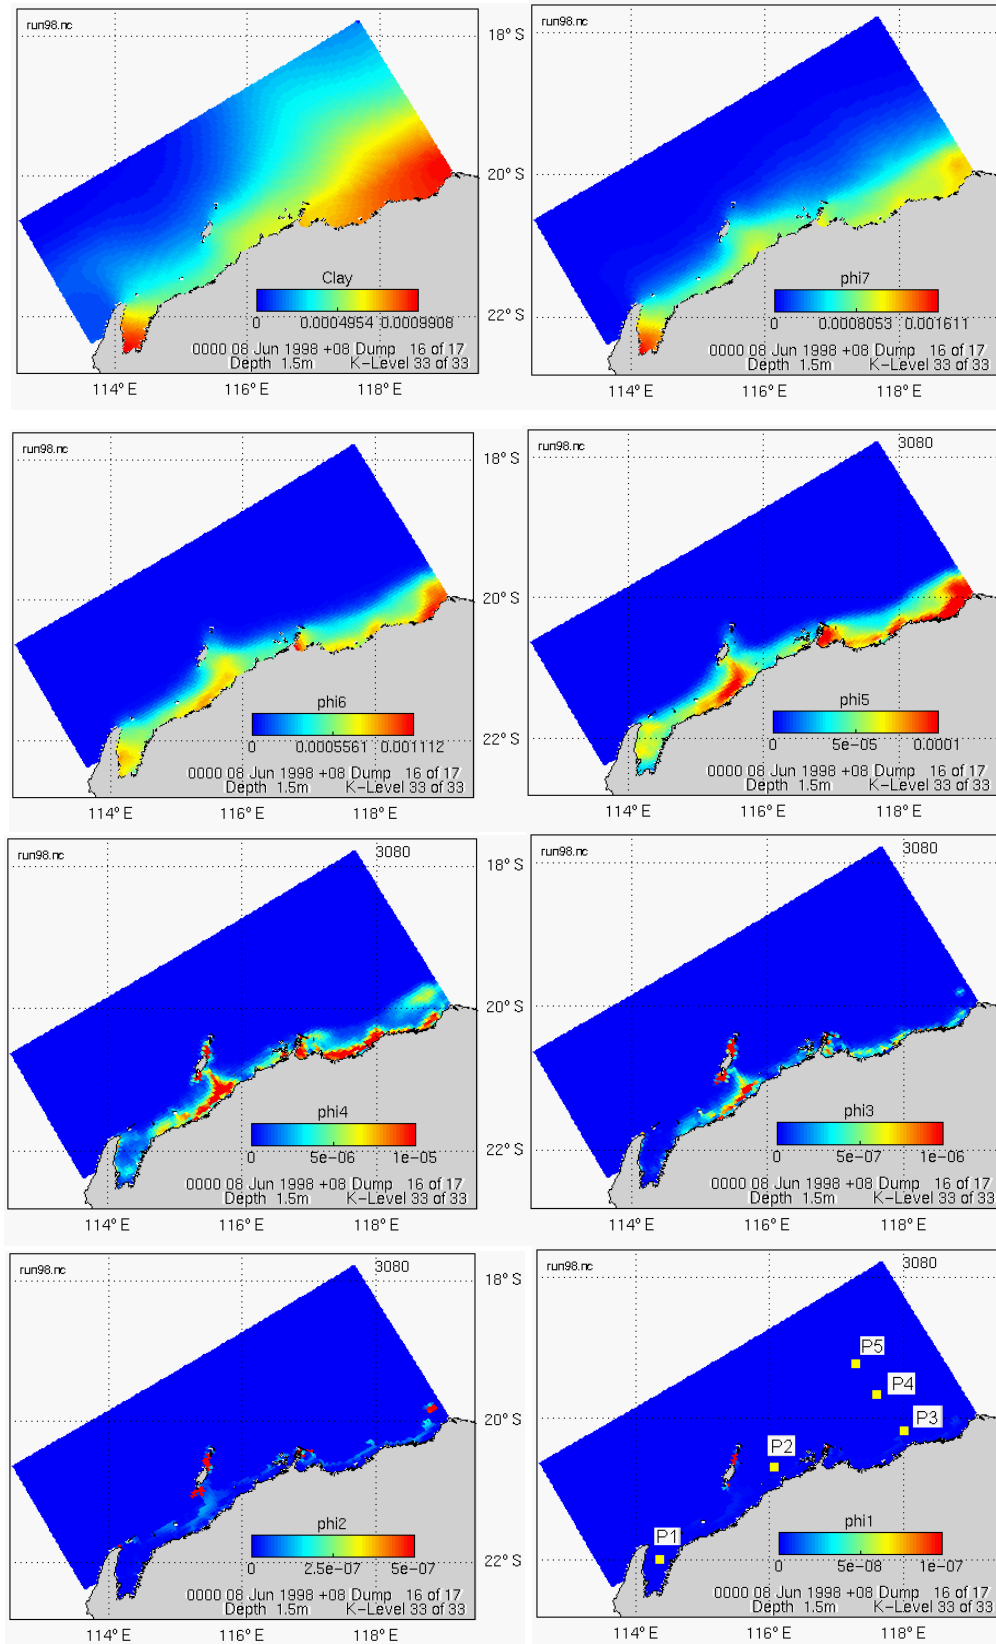 run98.nc
18° S
Clay
0 0.0004954 0.0009908
0000 08 Jun 1998 +08 Dump 16 of 17
Depth 1.5m K-Level 33 of 33
20° S
22° S
114° E 116° E 118° E
run98.nc
phi7
0 0.0008053 0.001611
0000 08 Jun 1998 +08 Dump 16 of 17
Depth 1.5m K-Level 33 of 33
114° E 116° E 118° E
run98.nc
18° S
20° S
phi6
0 0.0005561 0.001112
22° S
0000 08 Jun 1998 +08 Dump 16 of 17
Depth 1.5m K-Level 33 of 33
114° E 116° E 118° E
run98.nc
3080
phi5
0 5e-05 0.0001
0000 08 Jun 1998 +08 Dump 16 of 17
Depth 1.5m K-Level 33 of 33
114° E 116° E 118° E
run98.nc
3080
18° S
20° S
phi4
0 5e-06 1e-05
22° S
0000 08 Jun 1998 +08 Dump 16 of 17
Depth 1.5m K-Level 33 of 33
114° E 116° E 118° E
run98.nc
3080
phi3
0 5e-07 1e-06
0000 08 Jun 1998 +08 Dump 16 of 17
Depth 1.5m K-Level 33 of 33
114° E 116° E 118° E
run98.nc
3080
18° S
20° S
phi2
0 2.5e-07 5e-07
22° S
0000 08 Jun 1998 +08 Dump 16 of 17
Depth 1.5m K-Level 33 of 33
114° E 116° E 118° E
run98.nc
3080
P5
P4
P3
P2
P1
phi1
0 5e-08 1e-07
0000 08 Jun 1998 +08 Dump 16 of 17
Depth 1.5m K-Level 33 of 33
114° E 116° E 118° E